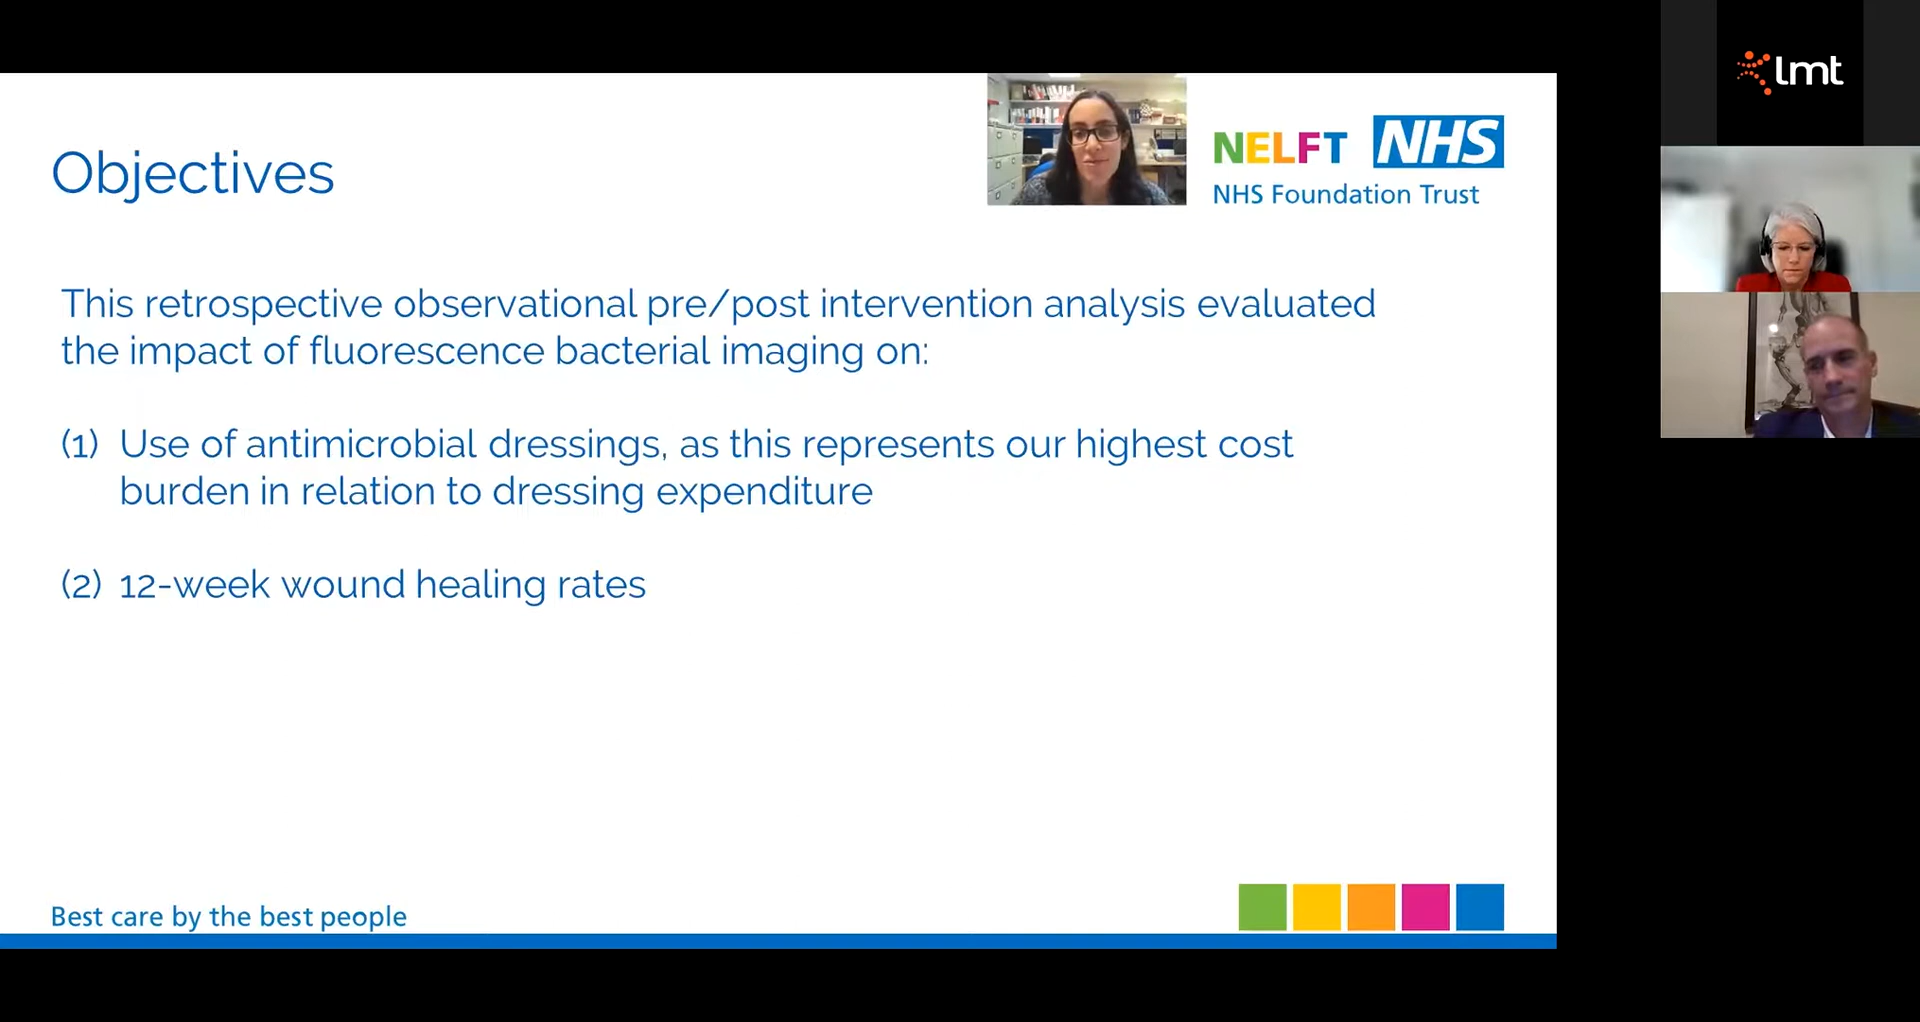 lmt
NELFT NHS
NHS Foundation Trust
Objectives
This retrospective observational pre/post intervention analysis evaluated
the impact of fluorescence bacterial imaging on:
(1) Use of antimicrobial dressings, as this represents our highest cost
burden in relation to dressing expenditure
(2) 12-week wound healing rates
Best care by the best people